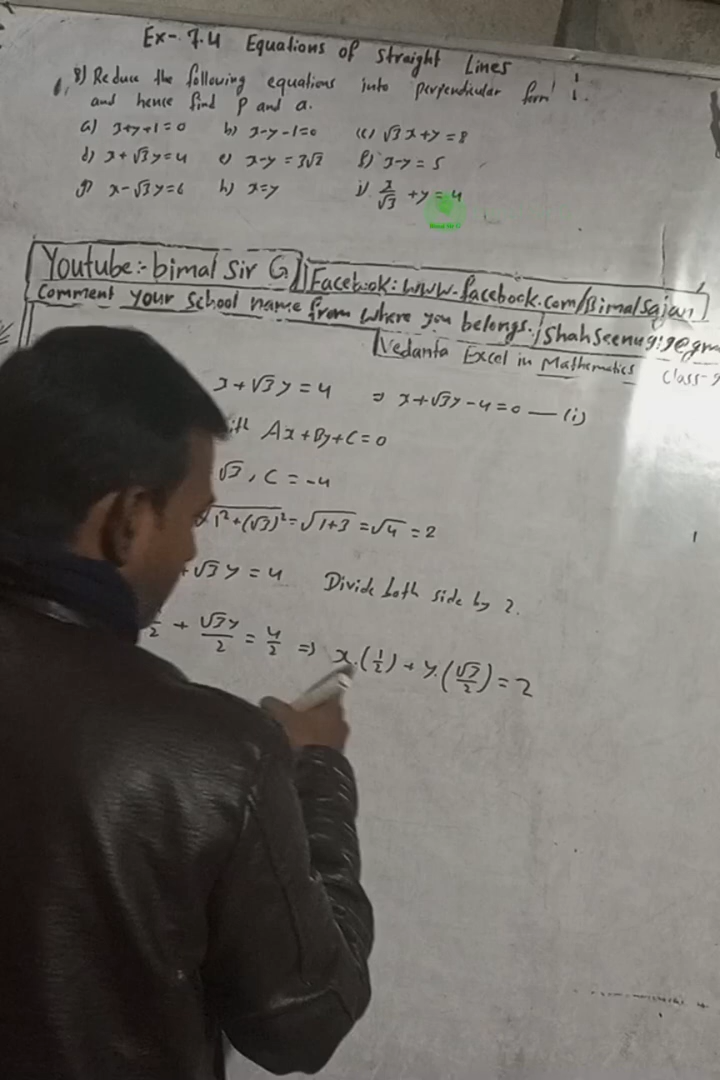 Ex-7.4 Equations of Straight Lines
8) Reduce the following equations into perpendicular form
and hence find p and α.
a) x+y+1=0 b) x-y-1=0 (c) √3x+y=8
d) x+√3y=4 e) x-y=3√2 f) x-y=5
g) x-√3y=6 h) x=y i) x/√3 +y=4
Youtube:- bimal sir G Facebook: www.facebook.com/Bimalsajan
Comment your school name from where you belongs. Shahseenu919@gm
Vedanta Excel in Mathematics Class-9
x+√3y=4 ⇒ x+√3y-4=0 —(i)
Ax+By+C=0
√3, C=-4
√1²+(√3)²=√1+3=√4=2
+√3y=4 Divide both side by 2.
+ √3y/2 = 4/2 ⇒ x.(1/2)+y.(√3/2)=2